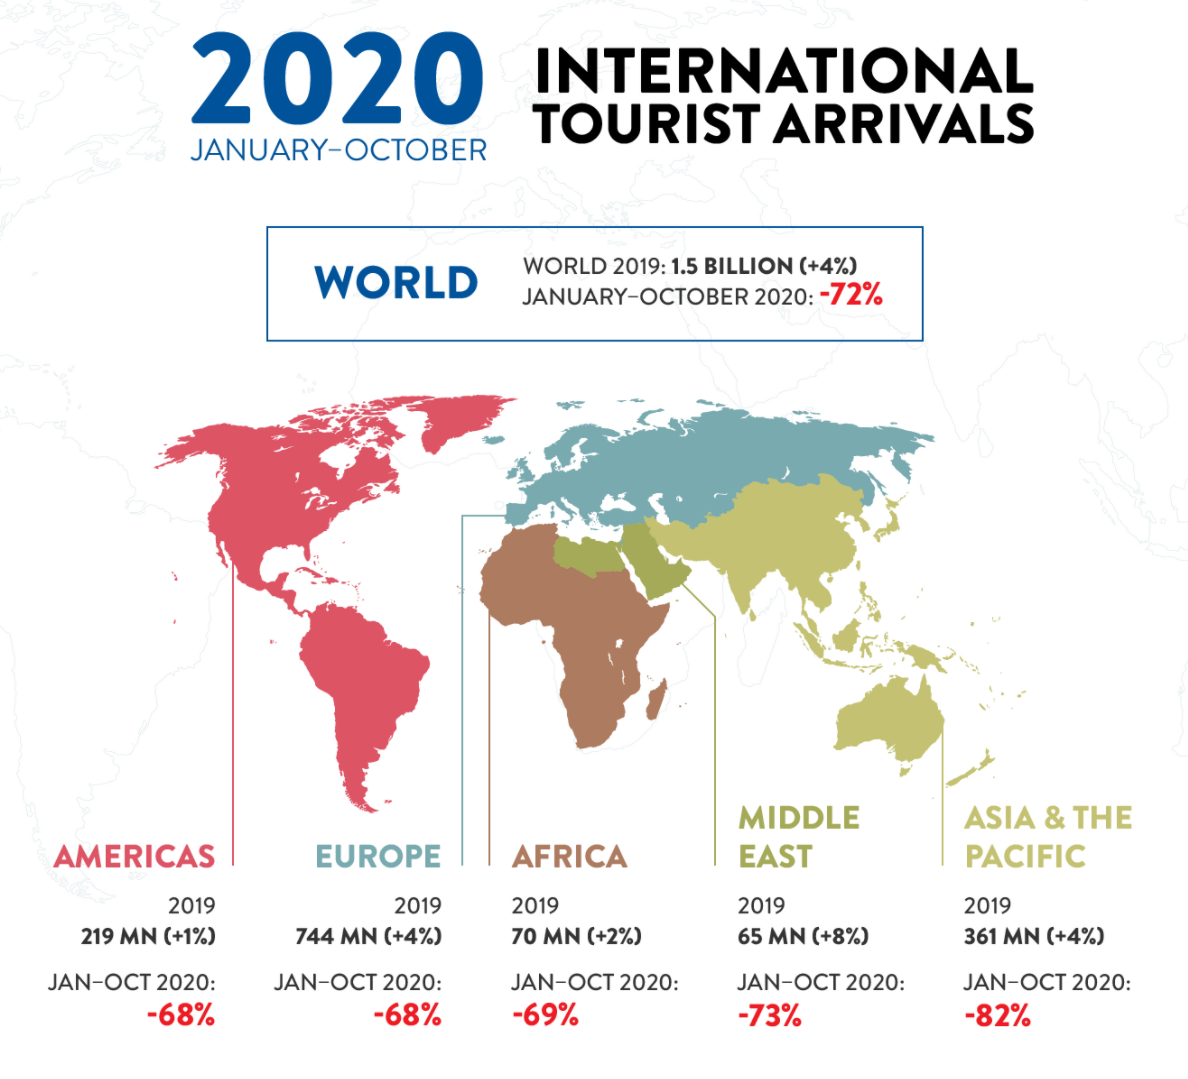 2020
JANUARY–OCTOBER
INTERNATIONAL
TOURIST ARRIVALS
WORLD
WORLD 2019: 1.5 BILLION (+4%)
JANUARY–OCTOBER 2020: -72%
AMERICAS
2019
219 MN (+1%)
JAN–OCT 2020:
-68%
EUROPE
2019
744 MN (+4%)
JAN–OCT 2020:
-68%
AFRICA
2019
70 MN (+2%)
JAN–OCT 2020:
-69%
MIDDLE
EAST
2019
65 MN (+8%)
JAN–OCT 2020:
-73%
ASIA & THE
PACIFIC
2019
361 MN (+4%)
JAN–OCT 2020:
-82%